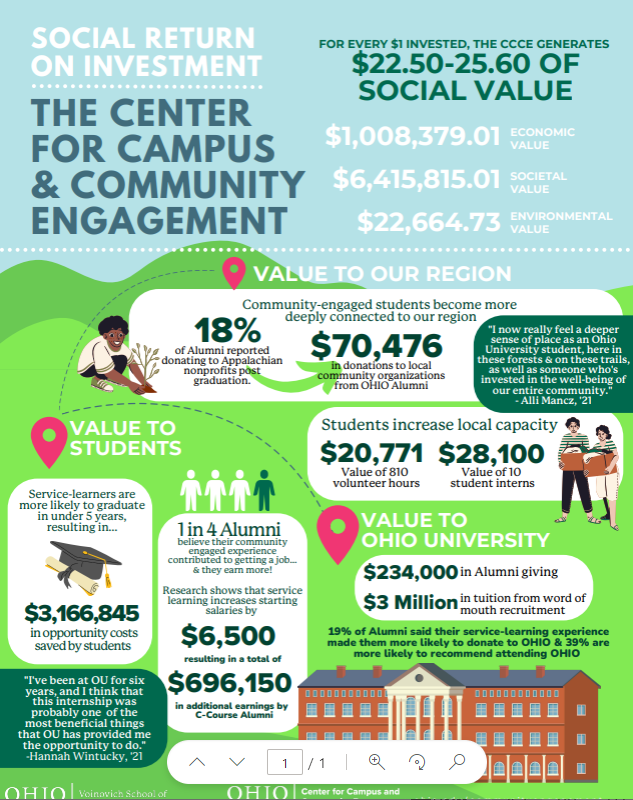 SOCIAL RETURN
ON INVESTMENT
THE CENTER
FOR CAMPUS
& COMMUNITY
ENGAGEMENT
FOR EVERY $1 INVESTED, THE CCCE GENERATES
$22.50-25.60 OF
SOCIAL VALUE
$1,008,379.01 ECONOMIC
VALUE
$6,415,815.01 SOCIETAL
VALUE
$22,664.73 ENVIRONMENTAL
VALUE
VALUE TO OUR REGION
Community-engaged students become more
deeply connected to our region
18%
of Alumni reported
donating to Appalachian
nonprofits post
graduation.
$70,476
in donations to local
community organizations
from OHIO Alumni
"I now really feel a deeper
sense of place as an Ohio
University student, here in
these forests & on these trails,
as well as someone who's
invested in the well-being of
our entire community."
- Alli Mancz, '21
Students increase local capacity
$20,771
Value of 810
volunteer hours
$28,100
Value of 10
student interns
VALUE TO
STUDENTS
Service-learners are
more likely to graduate
in under 5 years,
resulting in...
$3,166,845
in opportunity costs
saved by students
"I've been at OU for six
years, and I think that
this internship was
probably one of the
most beneficial things
that OU has provided me
the opportunity to do."
-Hannah Wintucky, '21
1 in 4 Alumni
believe their community
engaged experience
contributed to getting a job...
& they earn more!
Research shows that service
learning increases starting
salaries by
$6,500
resulting in a total of
$696,150
in additional earnings by
C-Course Alumni
VALUE TO
OHIO UNIVERSITY
$234,000 in Alumni giving
$3 Million in tuition from word of
mouth recruitment
19% of Alumni said their service-learning experience
made them more likely to donate to OHIO & 39% are
more likely to recommend attending OHIO
1 / 1
OHIO Voinovich School of
OHIO Center for Campus and